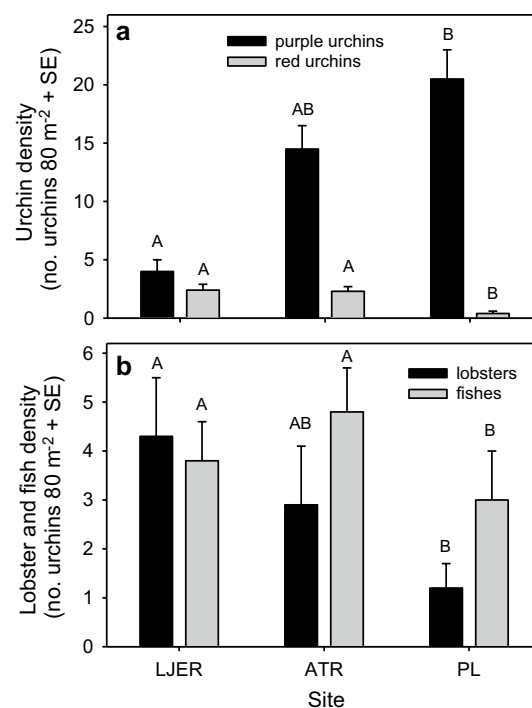 a
purple urchins
red urchins
Urchin density
(no. urchins 80 m⁻² + SE)
25
20
15
10
5
0
A
A
AB
A
B
B
b
lobsters
fishes
Lobster and fish density
(no. urchins 80 m⁻² + SE)
6
5
4
3
2
1
0
A
A
AB
A
B
B
LJER
ATR
PL
Site